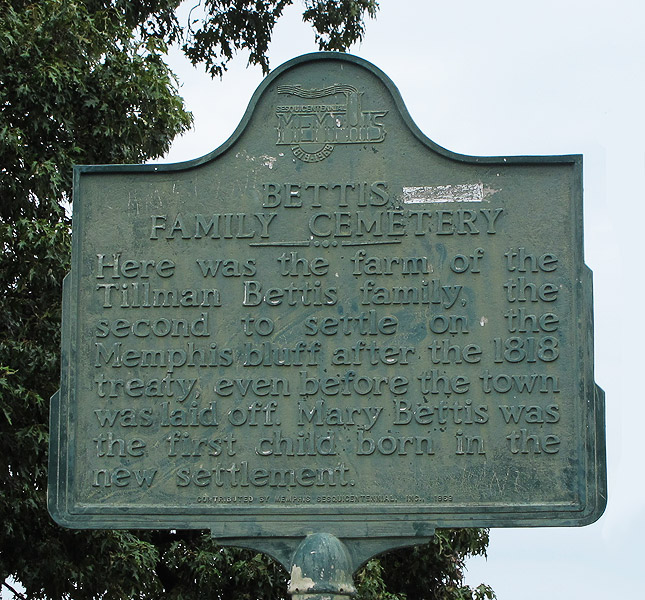 SESQUICENTENNIAL
MEMPHIS
1819-1969
BETTIS
FAMILY CEMETERY
Here was the farm of the
Tillman Bettis family, the
second to settle on the
Memphis bluff after the 1818
treaty, even before the town
was laid off. Mary Bettis was
the first child born in the
new settlement.
CONTRIBUTED BY MEMPHIS SESQUICENTENNIAL, INC., 1969